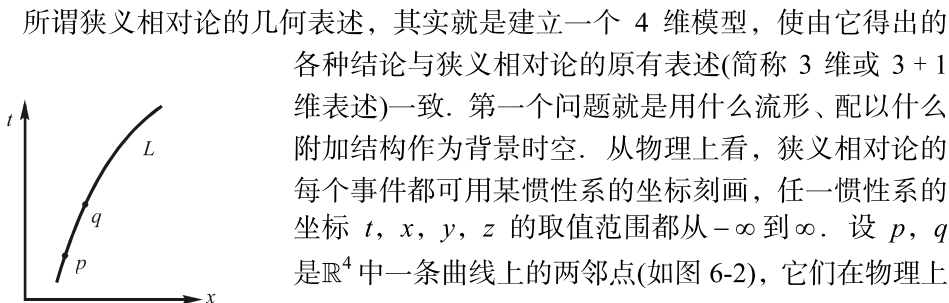 所谓狭义相对论的几何表述，其实就是建立一个 4 维模型，使由它得出的
各种结论与狭义相对论的原有表述(简称 3 维或 3 + 1
维表述)一致．第一个问题就是用什么流形、配以什么
附加结构作为背景时空．从物理上看，狭义相对论的
每个事件都可用某惯性系的坐标刻画，任一惯性系的
坐标 t，x，y，z 的取值范围都从 − ∞ 到 ∞．设 p，q
是ℝ⁴ 中一条曲线上的两邻点(如图 6-2)，它们在物理上
t
L
q
p
x